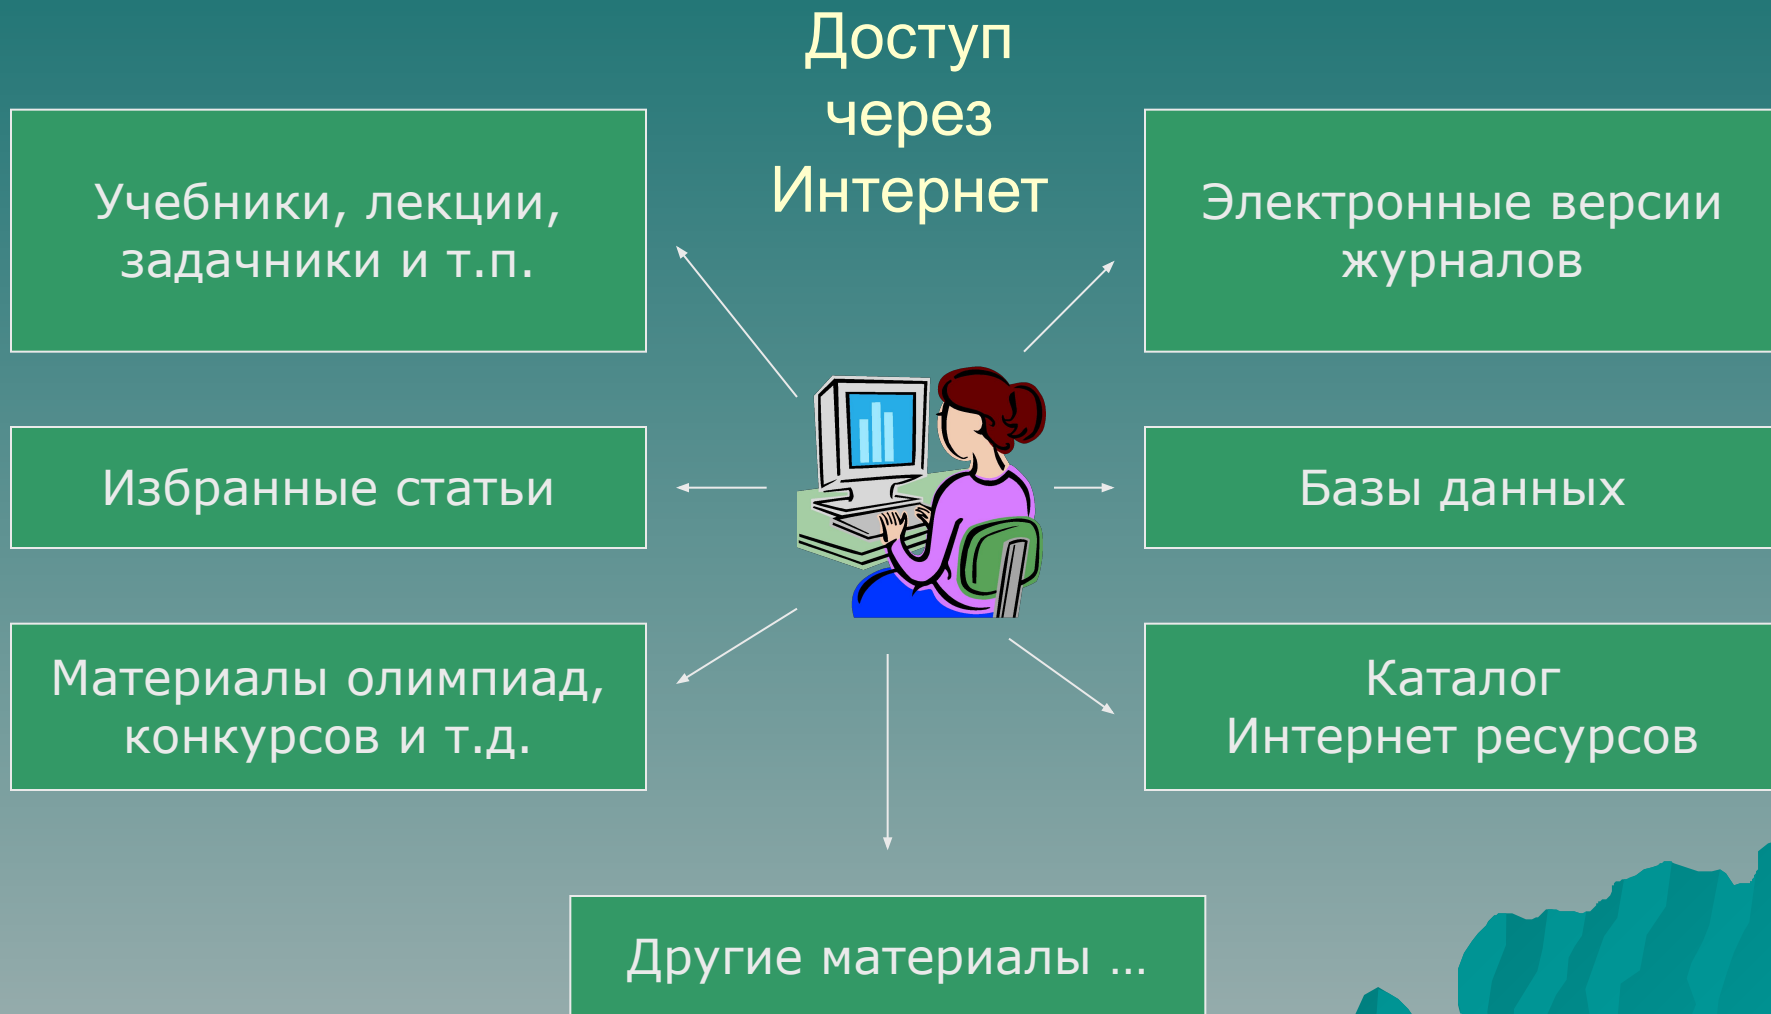 Доступ
через
Интернет
Учебники, лекции,
задачники и т.п.
Электронные версии
журналов
Избранные статьи
Базы данных
Материалы олимпиад,
конкурсов и т.д.
Каталог
Интернет ресурсов
Другие материалы ...